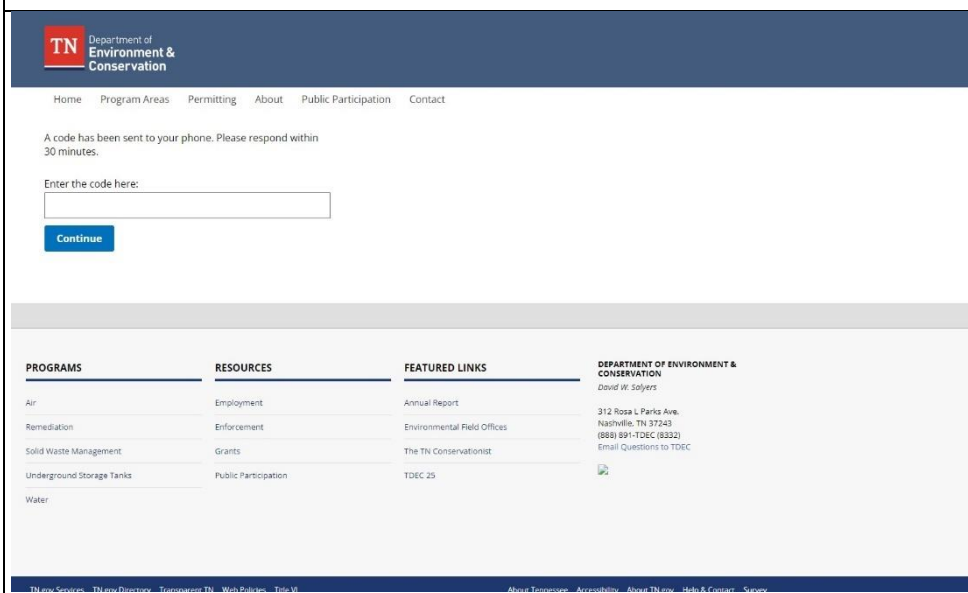 TN
Department of
Environment &
Conservation
Home Program Areas Permitting About Public Participation Contact
A code has been sent to your phone. Please respond within
30 minutes.
Enter the code here:
Continue
PROGRAMS
Air
Remediation
Solid Waste Management
Underground Storage Tanks
Water
RESOURCES
Employment
Enforcement
Grants
Public Participation
FEATURED LINKS
Annual Report
Environmental Field Offices
The TN Conservationist
TDEC 25
DEPARTMENT OF ENVIRONMENT &
CONSERVATION
David W. Salyers
312 Rosa L Parks Ave.
Nashville, TN 37243
(888) 891-TDEC (8332)
Email Questions to TDEC
TN.gov Services TN.gov Directory Transparent TN Web Policies Title VI About Tennessee Accessibility About TN.gov Help & Contact Survey